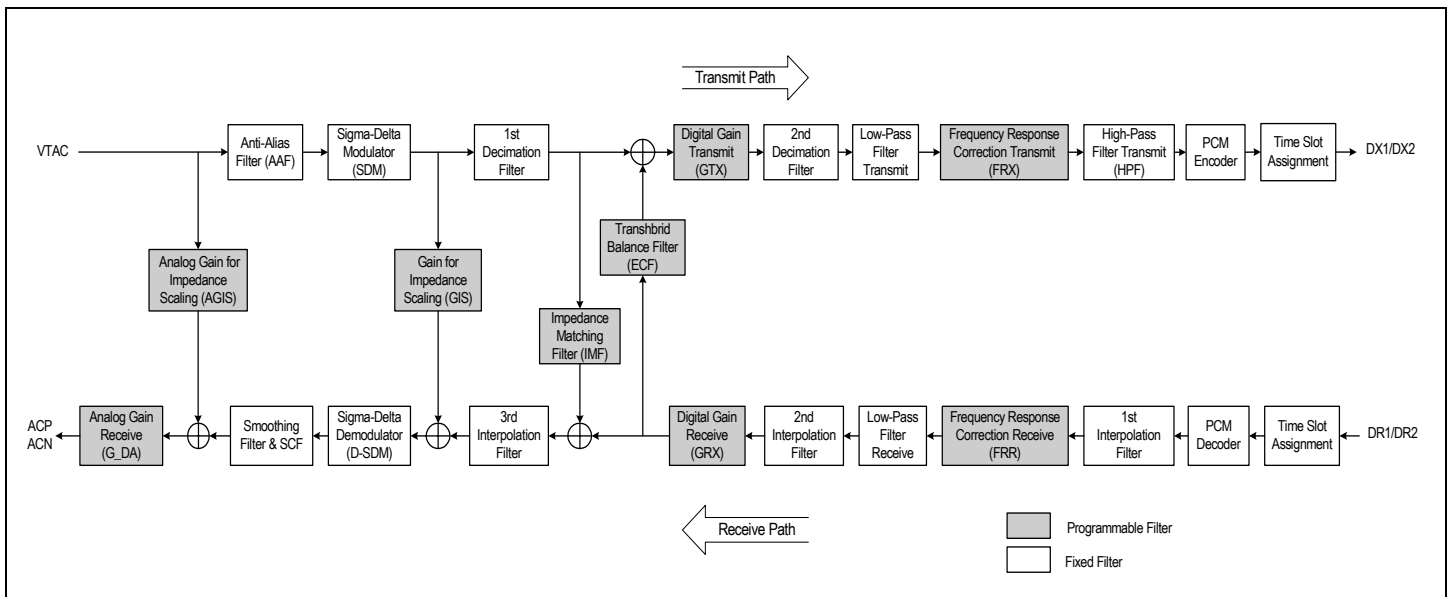 Transmit Path
VTAC
Anti-Alias
Filter (AAF)
Sigma-Delta
Modulator
(SDM)
1st
Decimation
Filter
Digital Gain
Transmit
(GTX)
2nd
Decimation
Filter
Low-Pass
Filter
Transmit
Frequency Response
Correction Transmit
(FRX)
High-Pass
Filter Transmit
(HPF)
PCM
Encoder
Time Slot
Assignment
DX1/DX2
Analog Gain for
Impedance
Scaling (AGIS)
Gain for
Impedance
Scaling (GIS)
Transhbrid
Balance Filter
(ECF)
Impedance
Matching
Filter (IMF)
ACP
ACN
Analog Gain
Receive
(G_DA)
Smoothing
Filter & SCF
Sigma-Delta
Demodulator
(D-SDM)
3rd
Interpolation
Filter
Digital Gain
Receive
(GRX)
2nd
Interpolation
Filter
Low-Pass
Filter
Receive
Frequency Response
Correction Receive
(FRR)
1st
Interpolation
Filter
PCM
Decoder
Time Slot
Assignment
DR1/DR2
Receive Path
Programmable Filter
Fixed Filter